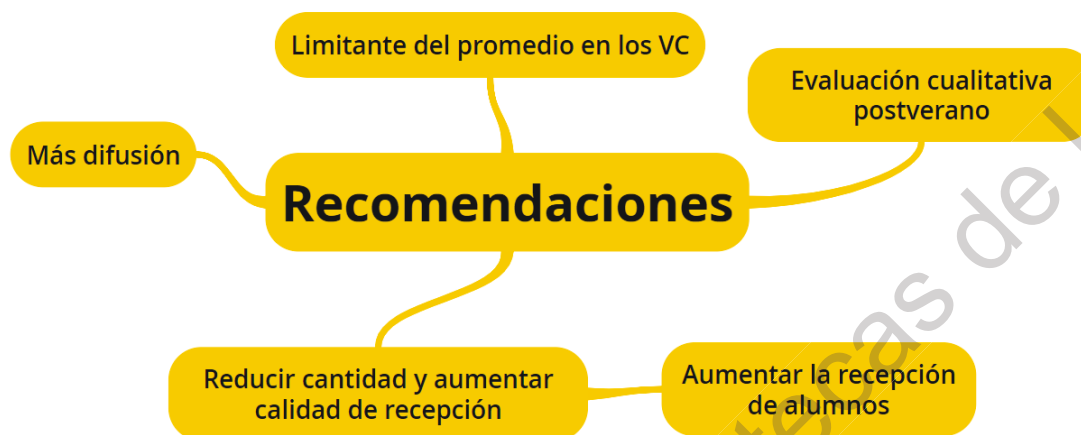 Limitante del promedio en los VC
Evaluación cualitativa
postverano
Más difusión
Recomendaciones
Reducir cantidad y aumentar
calidad de recepción
Aumentar la recepción
de alumnos
de